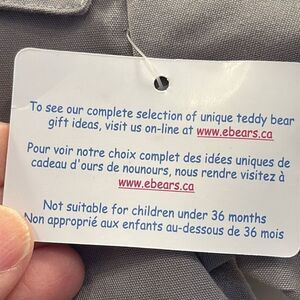 To see our complete selection of unique teddy bear
gift ideas, visit us on-line at www.ebears.ca
Pour voir notre choix complet des idées uniques de
cadeau d'ours de nounours, nous rendre visitez à
www.ebears.ca
Not suitable for children under 36 months
Non approprié aux enfants au-dessous de 36 mois